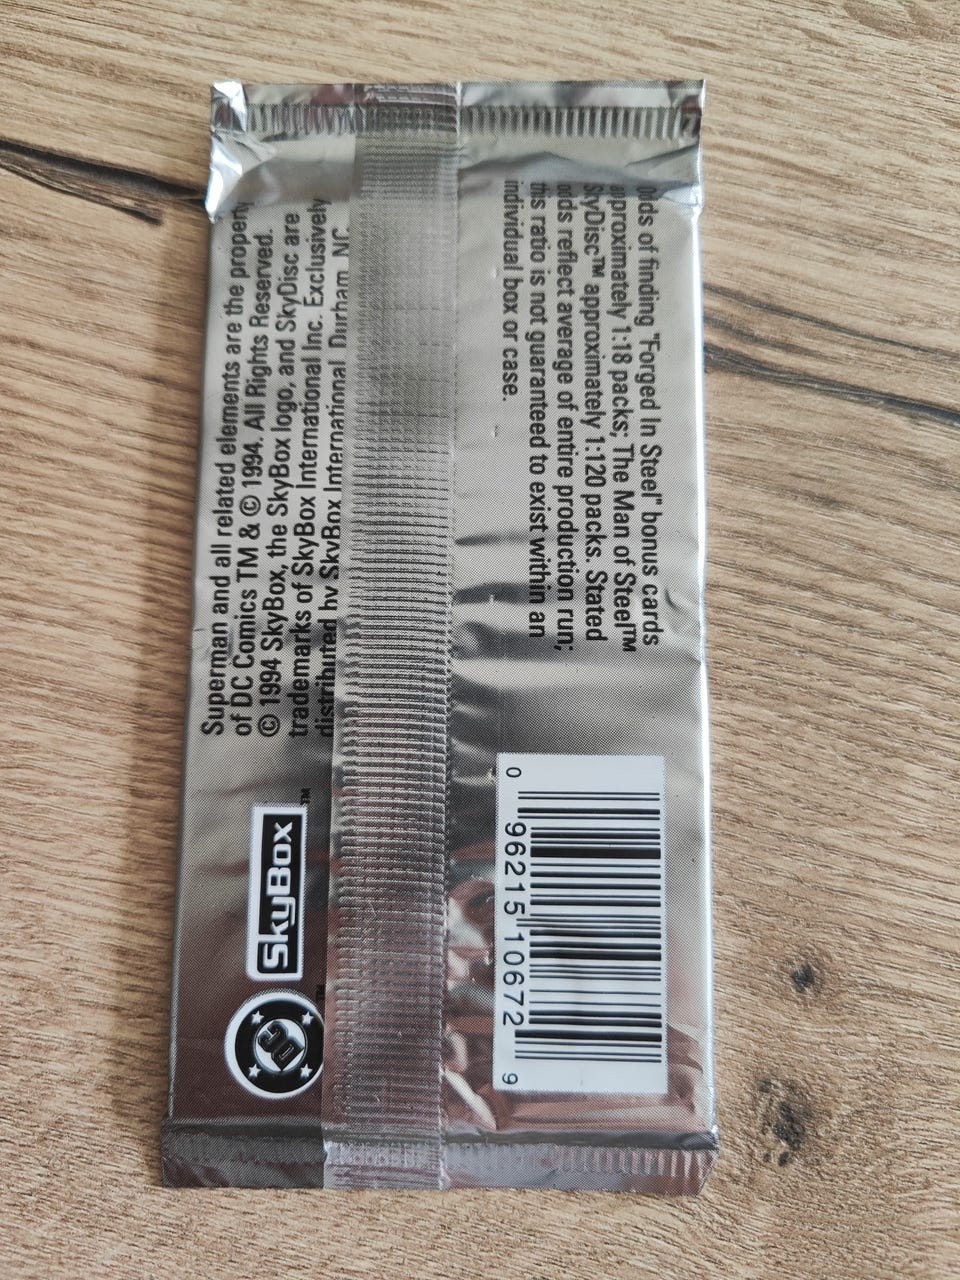 Superman and all related elements are the property
of DC Comics TM & © 1994. All Rights Reserved.
© 1994 SkyBox, the SkyBox logo, and SkyDisc are
trademarks of SkyBox International Inc. Exclusively
distributed by SkyBox International, Durham, NC
SkyBox™
DC™
odds of finding "Forged In Steel" bonus cards
approximately 1:18 packs; The Man of Steel™
SkyDisc™ approximately 1:120 packs. Stated
odds reflect average of entire production run;
this ratio is not guaranteed to exist within an
individual box or case.
0 96215 10672 9